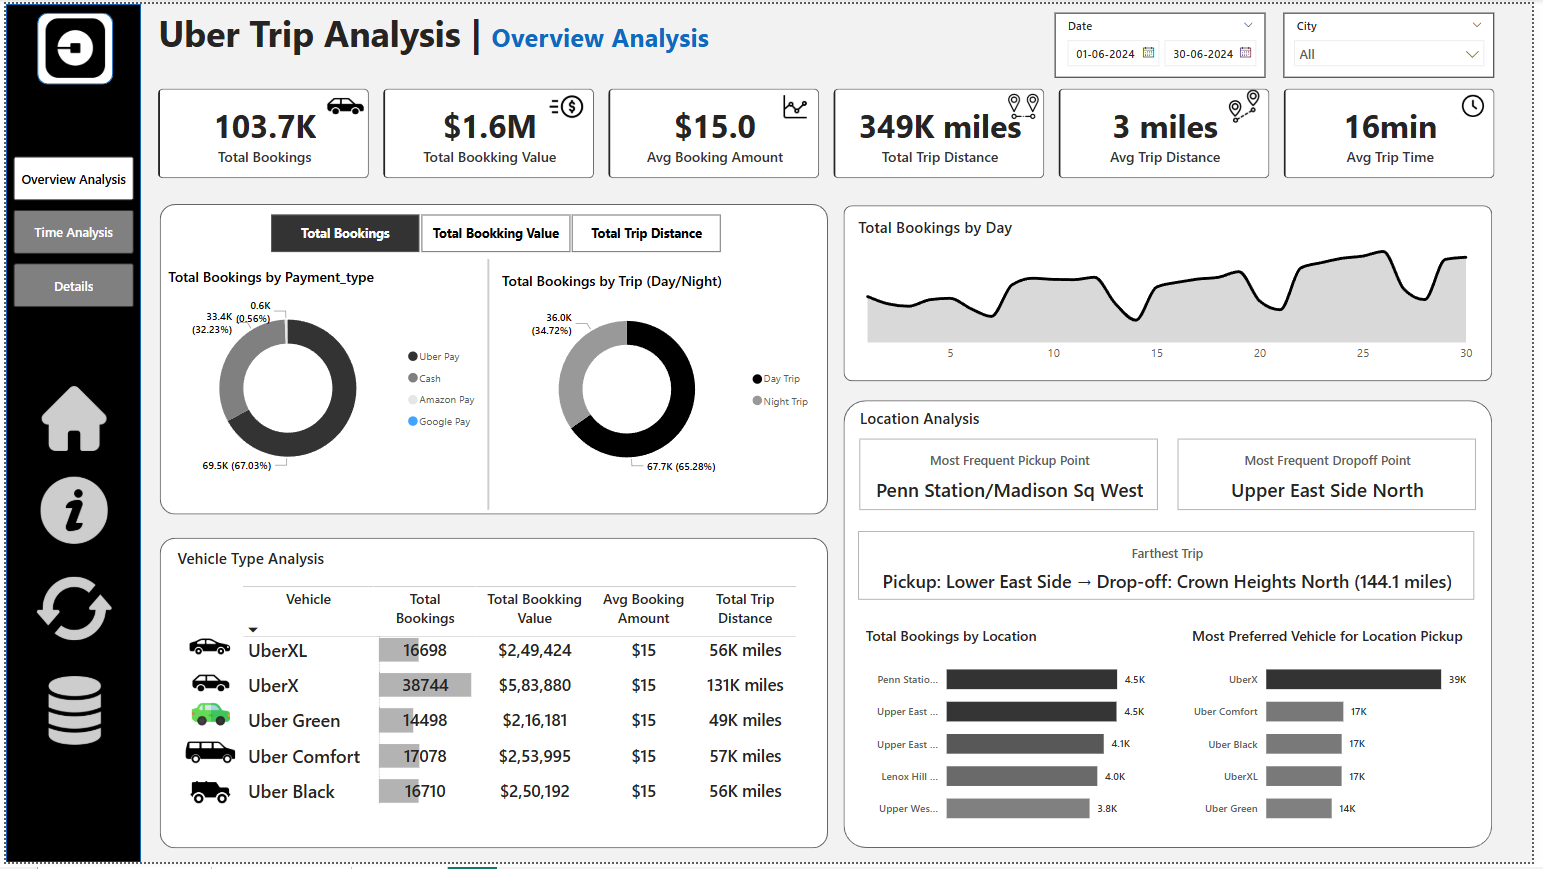 Uber Trip Analysis | Overview Analysis
Date
01-06-2024
30-06-2024
City
All
Overview Analysis
Time Analysis
Details
103.7K
Total Bookings
$1.6M
Total Bookking Value
$15.0
Avg Booking Amount
349K miles
Total Trip Distance
3 miles
Avg Trip Distance
16min
Avg Trip Time
Total Bookings
Total Bookking Value
Total Trip Distance
Total Bookings by Payment_type
0.6K
(0.56%)
33.4K
(32.23%)
69.5K (67.03%)
Uber Pay
Cash
Amazon Pay
Google Pay
Total Bookings by Trip (Day/Night)
36.0K
(34.72%)
67.7K (65.28%)
Day Trip
Night Trip
Total Bookings by Day
5 10 15 20 25 30
Vehicle Type Analysis
Vehicle
Total
Bookings
Total Bookking
Value
Avg Booking
Amount
Total Trip
Distance
UberXL 16698 $2,49,424 $15 56K miles
UberX 38744 $5,83,880 $15 131K miles
Uber Green 14498 $2,16,181 $15 49K miles
Uber Comfort 17078 $2,53,995 $15 57K miles
Uber Black 16710 $2,50,192 $15 56K miles
Location Analysis
Most Frequent Pickup Point
Penn Station/Madison Sq West
Most Frequent Dropoff Point
Upper East Side North
Farthest Trip
Pickup: Lower East Side → Drop-off: Crown Heights North (144.1 miles)
Total Bookings by Location
Penn Statio... 4.5K
Upper East ... 4.5K
Upper East ... 4.1K
Lenox Hill ... 4.0K
Upper Wes... 3.8K
Most Preferred Vehicle for Location Pickup
UberX 39K
Uber Comfort 17K
Uber Black 17K
UberXL 17K
Uber Green 14K